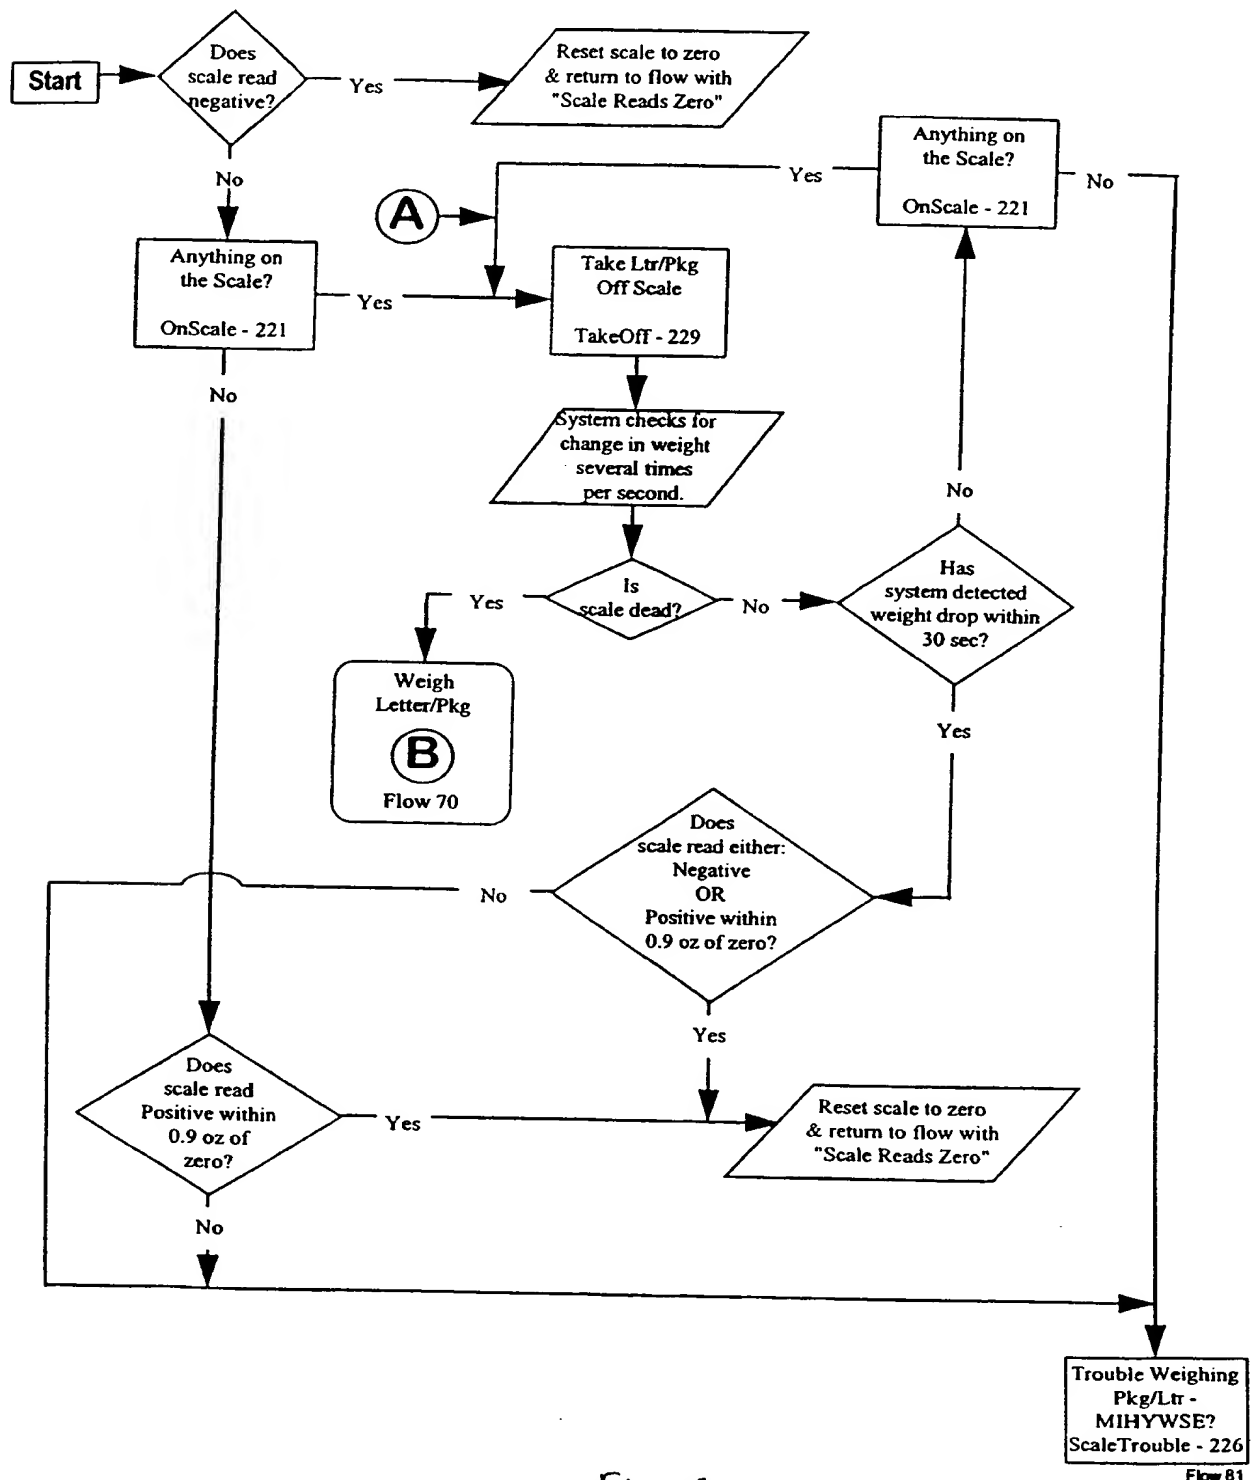 Start
Does
scale read
negative?
Yes
Reset scale to zero
& return to flow with
"Scale Reads Zero"
No
Anything on
the Scale?
OnScale - 221
Yes
No
A
Yes
Anything on
the Scale?
OnScale - 221
No
Take Ltr/Pkg
Off Scale
TakeOff - 229
System checks for
change in weight
several times
per second.
Is
scale dead?
Yes
No
Has
system detected
weight drop within
30 sec?
No
Yes
Weigh
Letter/Pkg
B
Flow 70
Does
scale read either:
Negative
OR
Positive within
0.9 oz of zero?
No
Yes
Does
scale read
Positive within
0.9 oz of
zero?
Yes
No
Reset scale to zero
& return to flow with
"Scale Reads Zero"
Trouble Weighing
Pkg/Ltr -
MIHYWSE?
ScaleTrouble - 226
Flow 81